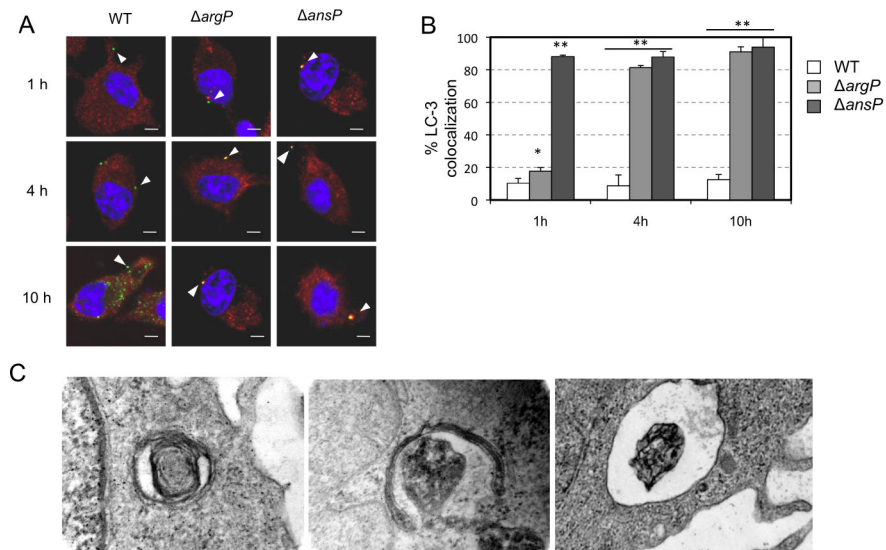 A
WT ΔargP ΔansP
1 h
4 h
10 h
B
100
80
60
40
20
0
% LC-3
colocalization
**
**
**
*
1h 4h 10h
WT
ΔargP
ΔansP
C